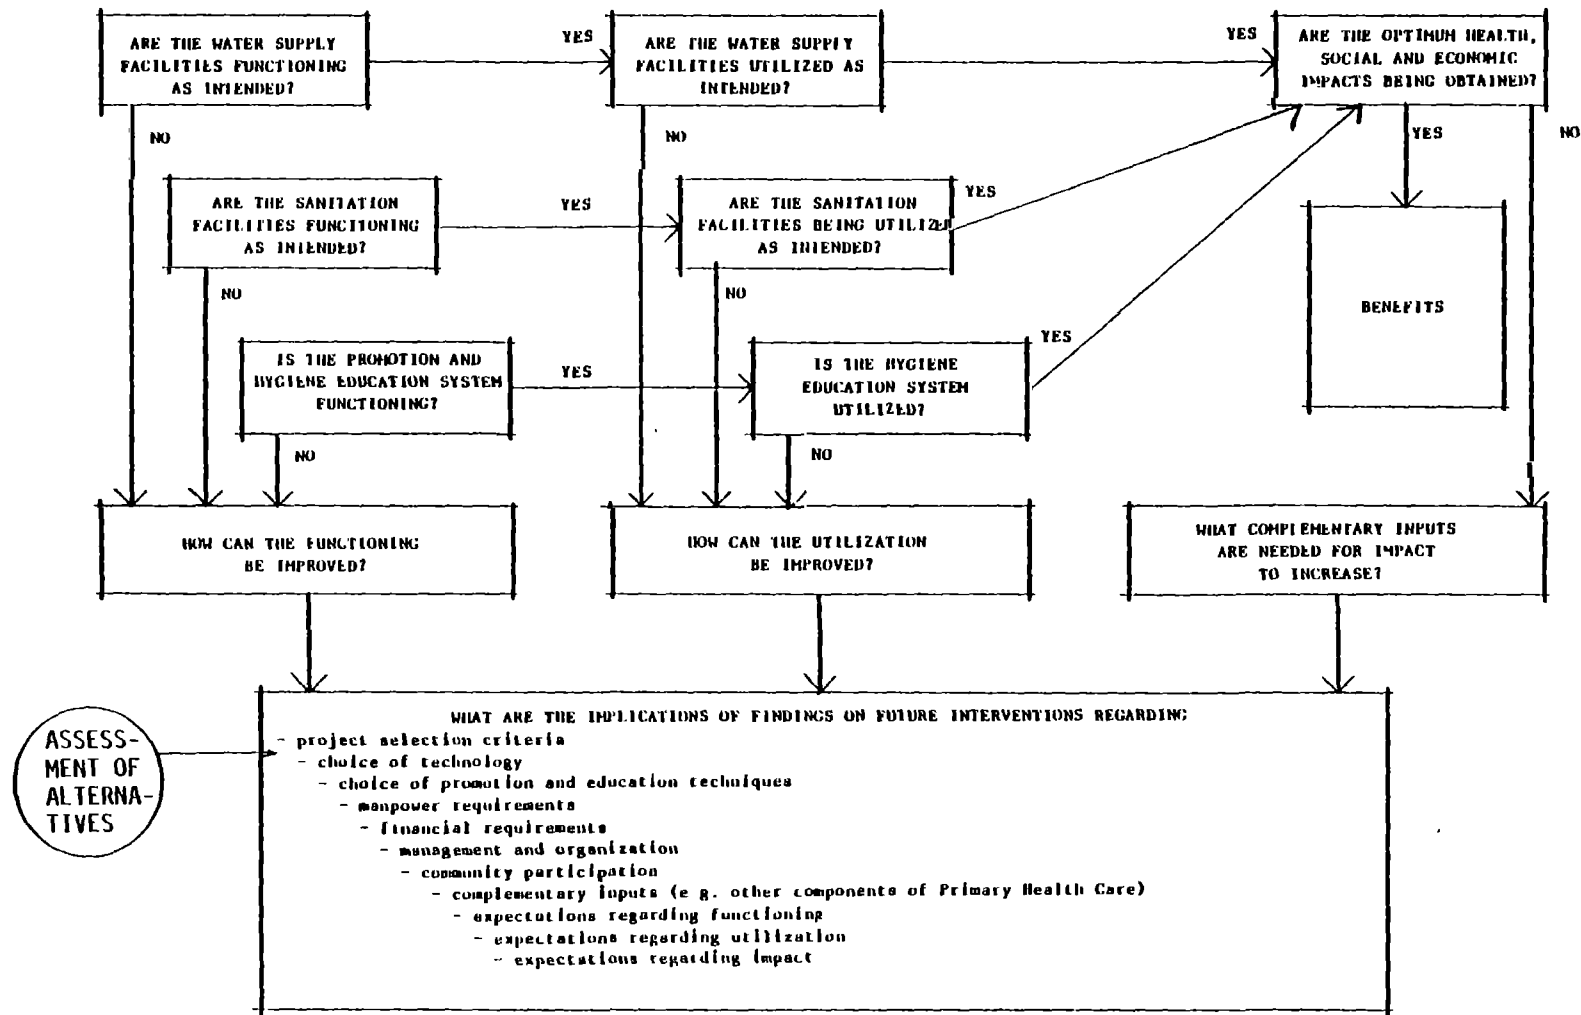 ARE THE WATER SUPPLY
FACILITIES FUNCTIONING
AS INTENDED?
YES
ARE THE WATER SUPPLY
FACILITIES UTILIZED AS
INTENDED?
YES
ARE THE OPTIMUM HEALTH,
SOCIAL AND ECONOMIC
IMPACTS BEING OBTAINED?
NO
NO
YES
NO
ARE THE SANITATION
FACILITIES FUNCTIONING
AS INTENDED?
YES
ARE THE SANITATION
FACILITIES BEING UTILIZED
AS INTENDED?
YES
NO
NO
BENEFITS
IS THE PROMOTION AND
HYGIENE EDUCATION SYSTEM
FUNCTIONING?
YES
IS THE HYGIENE
EDUCATION SYSTEM
UTILIZED?
YES
NO
NO
HOW CAN THE FUNCTIONING
BE IMPROVED?
HOW CAN THE UTILIZATION
BE IMPROVED?
WHAT COMPLEMENTARY INPUTS
ARE NEEDED FOR IMPACT
TO INCREASE?
ASSESS-
MENT OF
ALTERNA-
TIVES
WHAT ARE THE IMPLICATIONS OF FINDINGS ON FUTURE INTERVENTIONS REGARDING
- project selection criteria
- choice of technology
- choice of promotion and education techniques
- manpower requirements
- financial requirements
- management and organization
- community participation
- complementary inputs (e g. other components of Primary Health Care)
- expectations regarding functioning
- expectations regarding utilization
- expectations regarding impact